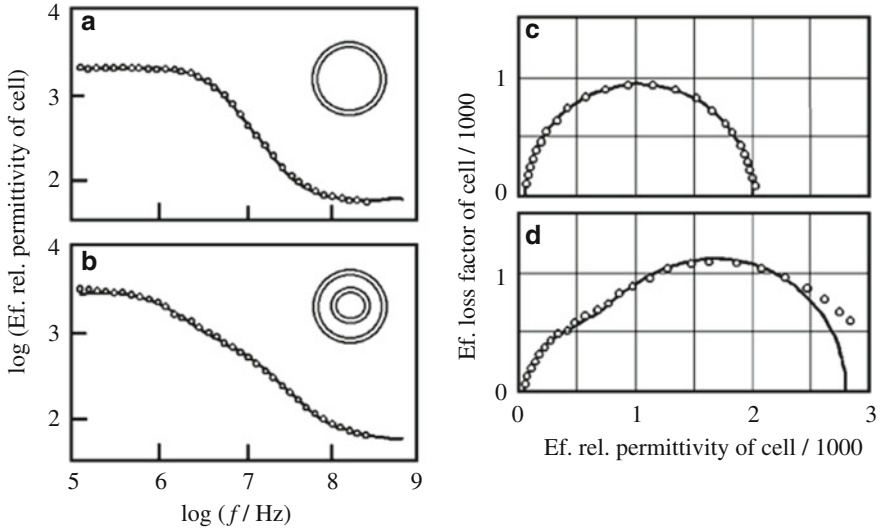 a
4
3
2
b
4
3
2
5
6
7
8
9
log (f / Hz)
log (Ef. rel. permittivity of cell)
c
1
0
d
1
0
0
1
2
3
Ef. rel. permittivity of cell / 1000
Ef. loss factor of cell / 1000